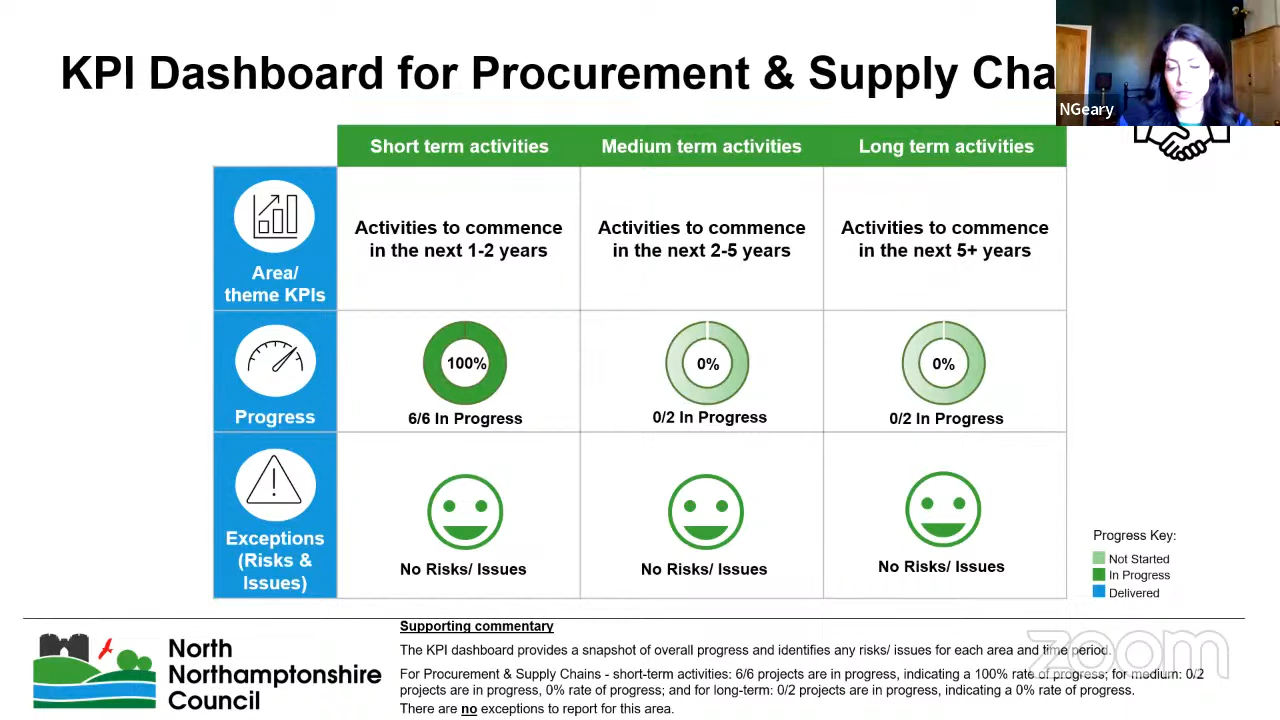 KPI Dashboard for Procurement & Supply Cha
NGeary
Short term activities
Medium term activities
Long term activities
Area/
theme KPIs
Activities to commence
in the next 1-2 years
Activities to commence
in the next 2-5 years
Activities to commence
in the next 5+ years
Progress
100%
6/6 In Progress
0%
0/2 In Progress
0%
0/2 In Progress
Exceptions
(Risks &
Issues)
No Risks/ Issues
No Risks/ Issues
No Risks/ Issues
Progress Key:
Not Started
In Progress
Delivered
North
Northamptonshire
Council
Supporting commentary
The KPI dashboard provides a snapshot of overall progress and identifies any risks/ issues for each area and time period.
For Procurement & Supply Chains - short-term activities: 6/6 projects are in progress, indicating a 100% rate of progress; for medium: 0/2
projects are in progress, 0% rate of progress; and for long-term: 0/2 projects are in progress, indicating a 0% rate of progress.
There are no exceptions to report for this area.
zoom